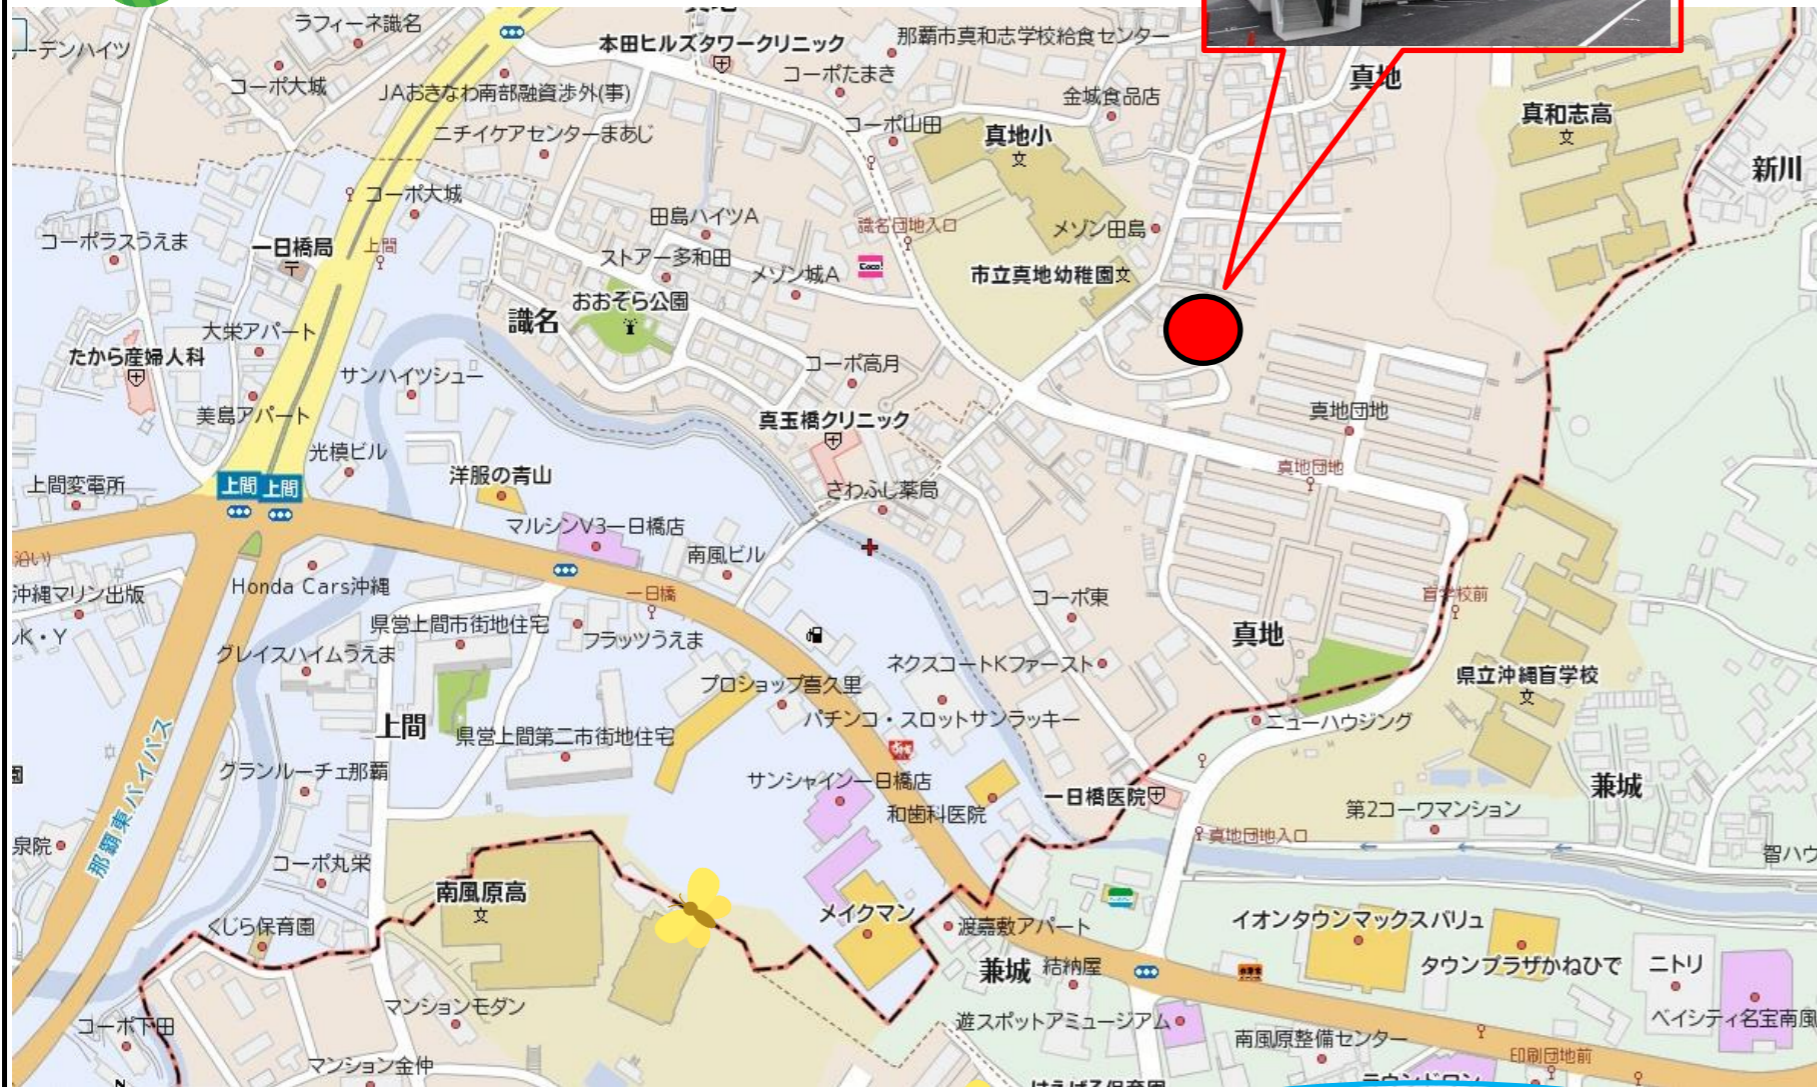 ラフィーネ識名
本田ヒルズタワークリニック
那覇市真和志学校給食センター
ーデンハイツ
コーポ大城
JAおきなわ南部融資渉外(事)
コーポたまき
金城食品店
真地
真和志高
文
ニチイケアセンターまあじ
コーポ山田
真地小
文
新川
コーポ大城
田島ハイツA
識名団地入口
メゾン田島
コーポラスうえま
一日橋局
上間
ストアー多和田
メゾン城A
市立真地幼稚園文
おおぞら公園
識名
大栄アパート
たから産婦人科
サンハイツシュー
コーポ高月
美島アパート
真玉橋クリニック
真地団地
光模ビル
洋服の青山
真地団地
上間変電所
上間
上間
さわふじ薬局
マルシンV3一日橋店
南風ビル
沿い)
沖縄マリン出版
Honda Cars沖縄
一日橋
コーポ東
盲学校前
K・Y
県営上間市街地住宅
フラッツうえま
真地
グレイスハイムうえま
ネクスコートKファースト
県立沖縄盲学校
文
プロショップ喜久里
パチンコ・スロットサンラッキー
ニューハウジング
上間
県営上間第二市街地住宅
那覇東バイパス
グランルーチェ那覇
サンシャイン一日橋店
和歯科医院
一日橋医院
兼城
第2コーワマンション
真地団地入口
泉院
智ハウ
コーポ丸栄
南風原高
文
くじら保育園
メイクマン
渡嘉敷アパート
イオンタウンマックスバリュ
兼城
結納屋
タウンプラザかねひで
ニトリ
マンションモダン
コーポ下田
遊スポットアミュージアム
南風原整備センター
ベイシティ名宝南風
印刷団地前
マンション金仲